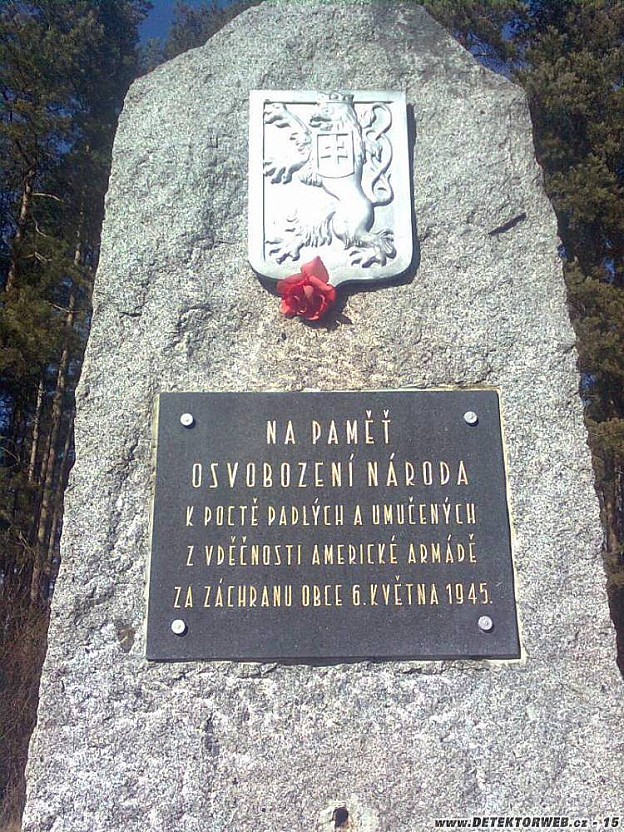 NA PAMĚŤ
OSVOBOZENÍ NÁRODA
K POCTĚ PADLÝCH A UMUČENÝCH
Z VDĚČNOSTI AMERICKÉ ARMÁDĚ
ZA ZÁCHRANU OBCE 6. KVĚTNA 1945.
www.DETEKTORWEB.cz - 15